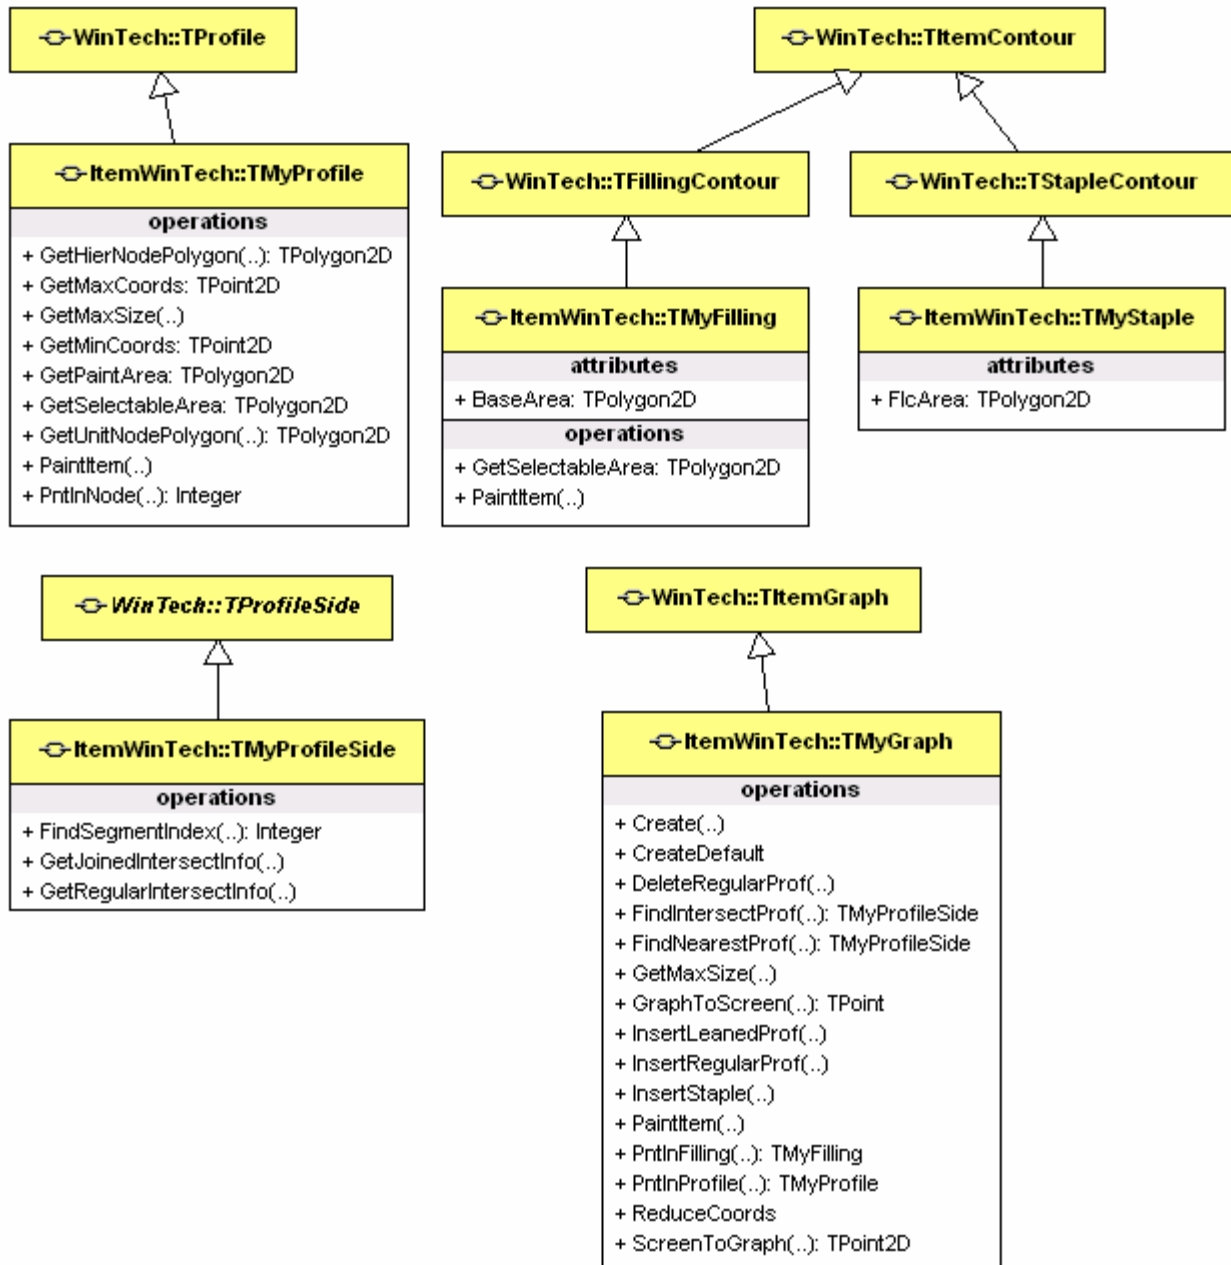 WinTech::TProfile
WinTech::TItemContour
ItemWinTech::TMyProfile
operations
+ GetHierNodePolygon(..): TPolygon2D
+ GetMaxCoords: TPoint2D
+ GetMaxSize(..)
+ GetMinCoords: TPoint2D
+ GetPaintArea: TPolygon2D
+ GetSelectableArea: TPolygon2D
+ GetUnitNodePolygon(..): TPolygon2D
+ PaintItem(..)
+ PntInNode(..): Integer
WinTech::TFillingContour
WinTech::TStapleContour
ItemWinTech::TMyFilling
attributes
+ BaseArea: TPolygon2D
operations
+ GetSelectableArea: TPolygon2D
+ PaintItem(..)
ItemWinTech::TMyStaple
attributes
+ FlcArea: TPolygon2D
WinTech::TProfileSide
ItemWinTech::TMyProfileSide
operations
+ FindSegmentIndex(..): Integer
+ GetJoinedIntersectInfo(..)
+ GetRegularIntersectInfo(..)
WinTech::TItemGraph
ItemWinTech::TMyGraph
operations
+ Create(..)
+ CreateDefault
+ DeleteRegularProf(..)
+ FindIntersectProf(..): TMyProfileSide
+ FindNearestProf(..): TMyProfileSide
+ GetMaxSize(..)
+ GraphToScreen(..): TPoint
+ InsertLeanedProf(..)
+ InsertRegularProf(..)
+ InsertStaple(..)
+ PaintItem(..)
+ PntInFilling(..): TMyFilling
+ PntInProfile(..): TMyProfile
+ ReduceCoords
+ ScreenToGraph(..): TPoint2D